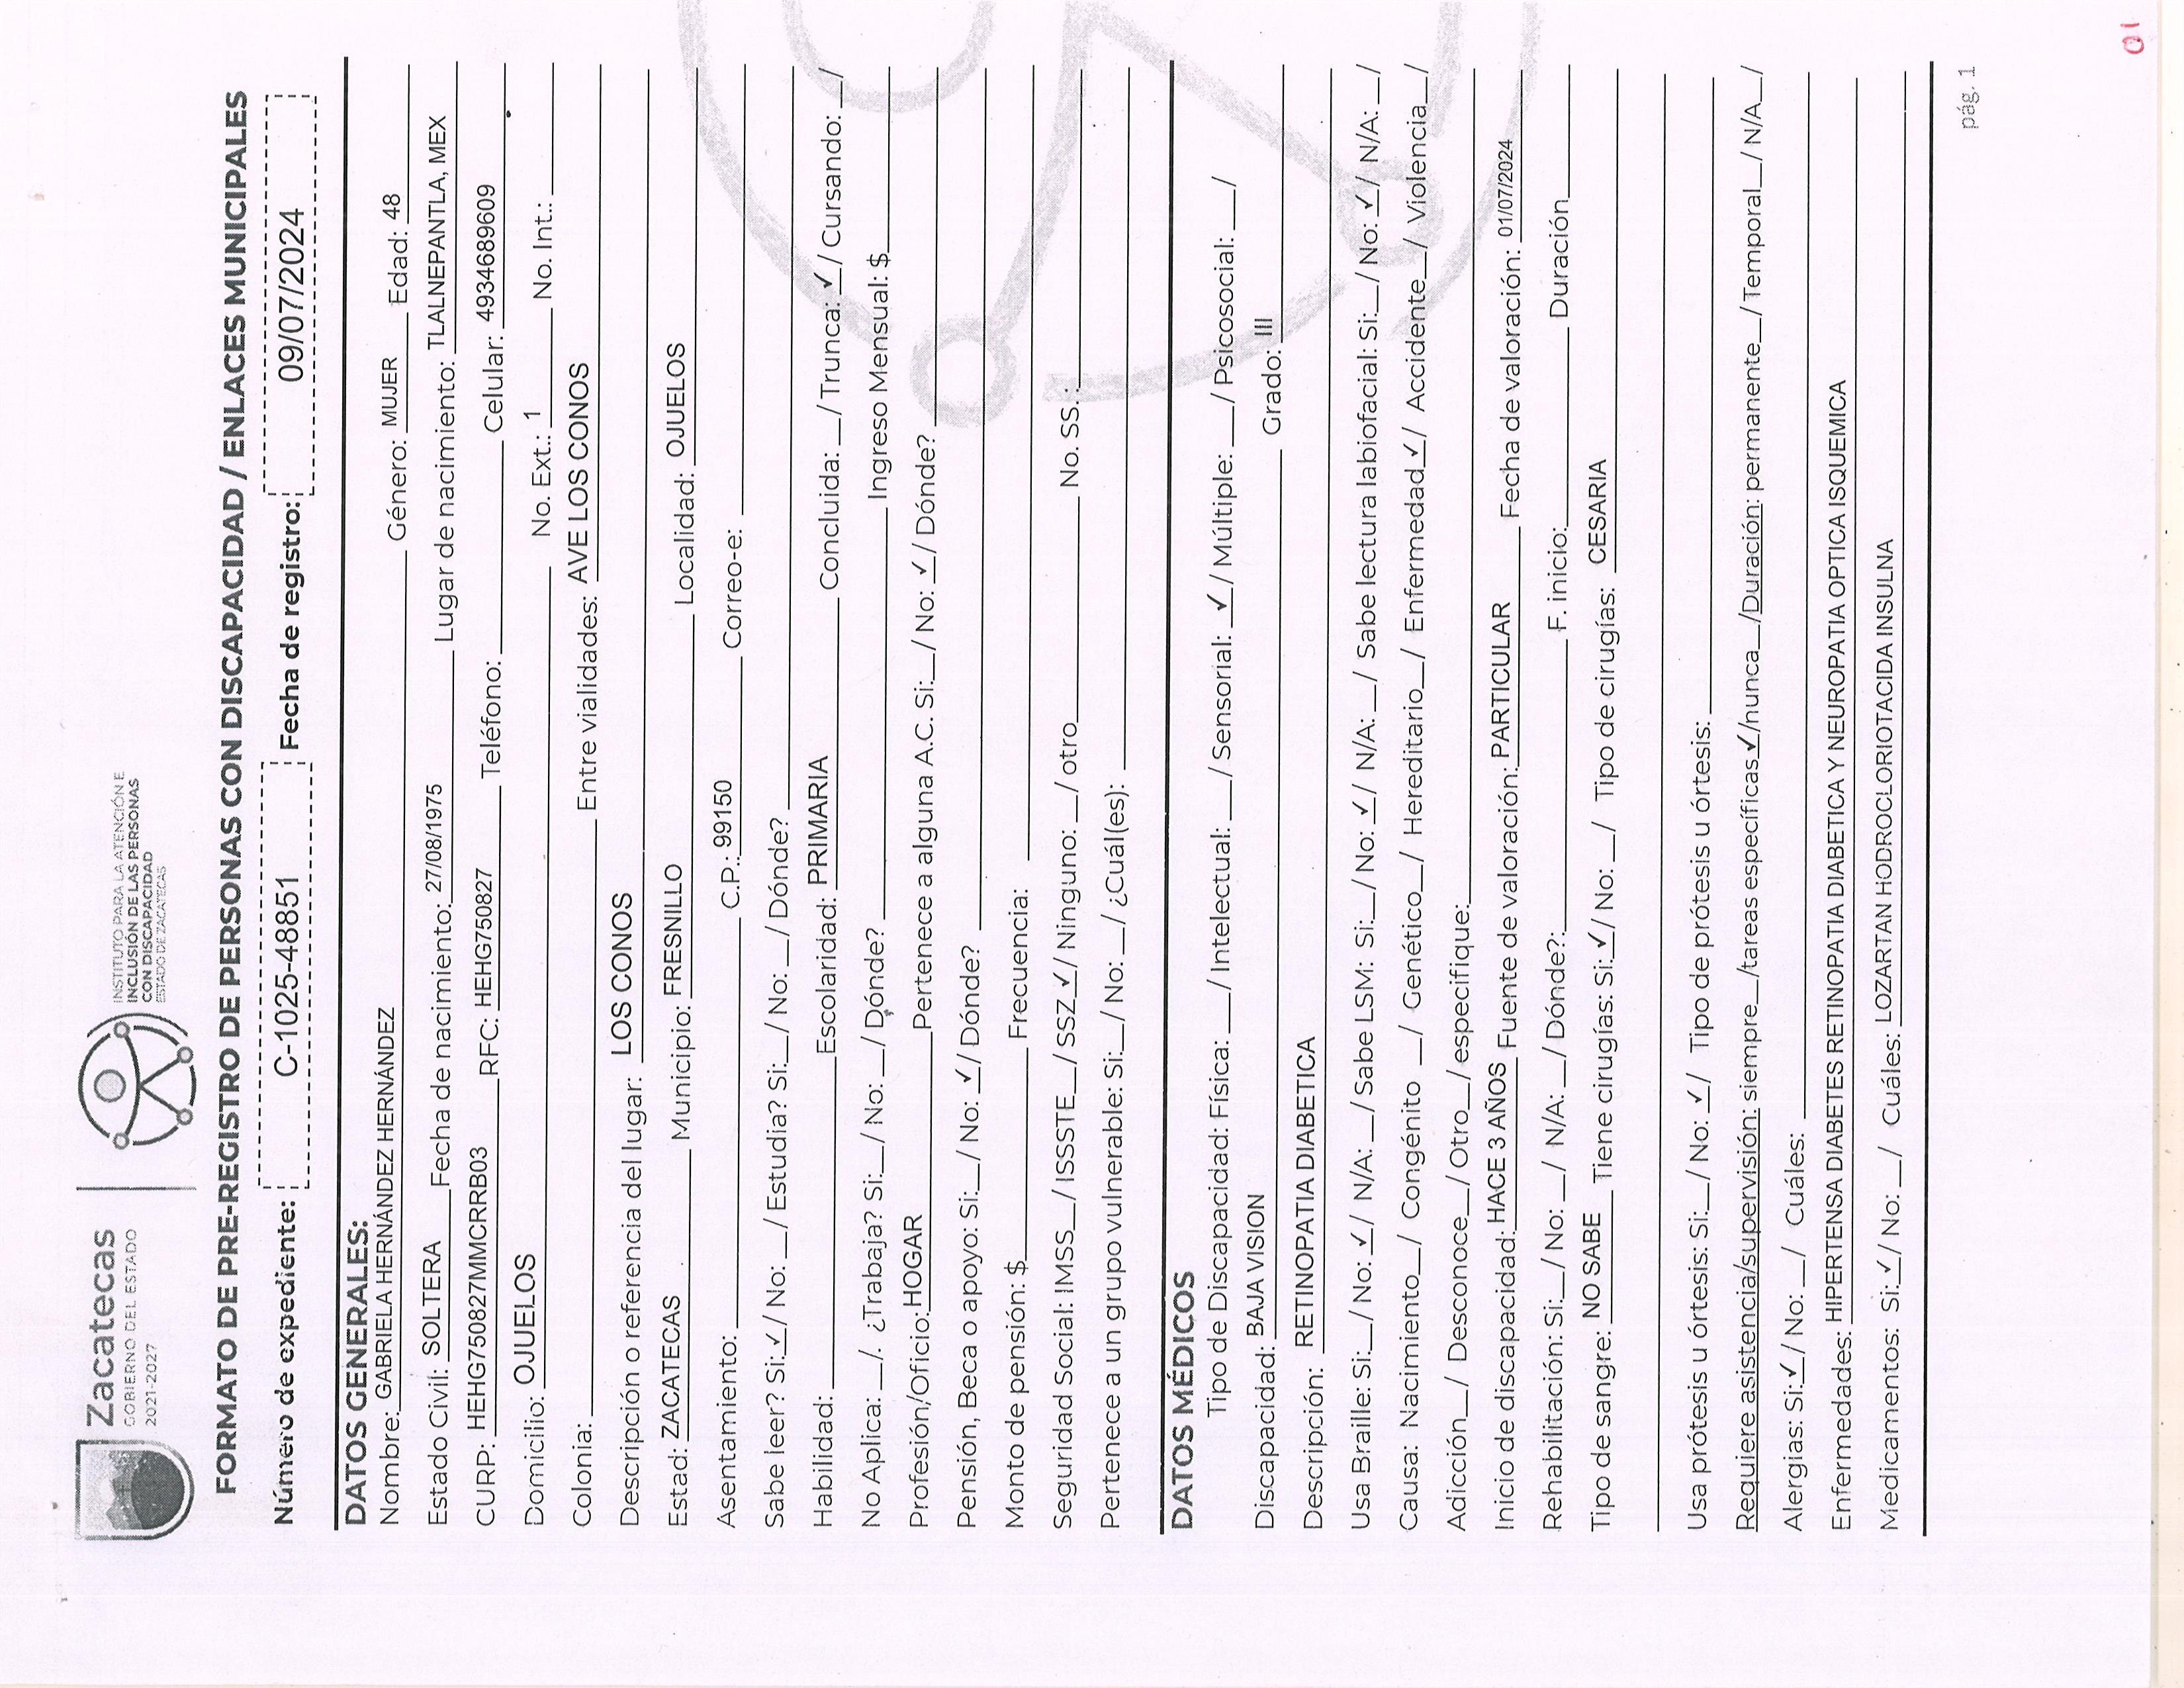 Zacatecas
GOBIERNO DEL ESTADO
2021-2027
INSTITUTO PARA LA ATENCIÓN E
INCLUSIÓN DE LAS PERSONAS
CON DISCAPACIDAD
ESTADO DE ZACATECAS
FORMATO DE PRE-REGISTRO DE PERSONAS CON DISCAPACIDAD / ENLACES MUNICIPALES
Número de expediente: C-1025-48851 Fecha de registro: 09/07/2024
DATOS GENERALES:
Nombre: GABRIELA HERNÁNDEZ HERNÁNDEZ Género: MUJER Edad: 48
Estado Civil: SOLTERA Fecha de nacimiento: 27/08/1975 Lugar de nacimiento: TLALNEPANTLA, MEX
CURP: HEHG750827MMCRRB03 RFC: HEHG750827 Teléfono: Celular: 4934689609
Domicilio: OJUELOS No. Ext.: 1 No. Int.:
Colonia: Entre vialidades: AVE LOS CONOS
Descripción o referencia del lugar: LOS CONOS
Estad: ZACATECAS Municipio: FRESNILLO Localidad: OJUELOS
Asentamiento: C.P.: 99150 Correo-e:
Sabe leer? Si:✓/ No:__/ Estudia? Si:__/ No: __/ Dónde?
Habilidad: Escolaridad: PRIMARIA Concluida: __/Trunca: ✓/ Cursando: __/
No Aplica: __/. ¿Trabaja? Si:__/ No: __/ Dónde? Ingreso Mensual: $
Profesión/Oficio: HOGAR Pertenece a alguna A.C. Si:__/ No: ✓/ Dónde?
Pensión, Beca o apoyo: Si:__/ No: ✓/ Dónde?
Monto de pensión: $ Frecuencia:
Seguridad Social: IMSS__/ ISSSTE__/ SSZ✓/ Ninguno: __/ otro No. SS.:
Pertenece a un grupo vulnerable: Si:__/ No: __/ ¿Cuál(es):
DATOS MÉDICOS
Tipo de Discapacidad: Física: __/ Intelectual: __/ Sensorial: ✓/ Múltiple: __/ Psicosocial: __/
Discapacidad: BAJA VISION Grado: III
Descripción: RETINOPATIA DIABETICA
Usa Braille: Si:__/ No: ✓/ N/A: __/ Sabe LSM: Si:__/ No: ✓/ N/A: __/ Sabe lectura labiofacial: Si:__/ No: ✓/ N/A: __/
Causa: Nacimiento__/ Congénito __/ Genético__/ Hereditario__/ Enfermedad✓/ Accidente__/ Violencia__/
Adicción__/ Desconoce__/ Otro__/ especifique:
Inicio de discapacidad: HACE 3 AÑOS Fuente de valoración: PARTICULAR Fecha de valoración: 01/07/2024
Rehabilitación: Si:__/ No: __/ N/A: __/ Dónde?: F. inicio: Duración
Tipo de sangre: NO SABE Tiene cirugías: Si:✓/ No: __/ Tipo de cirugías: CESARIA
Usa prótesis u órtesis: Si:__/ No: ✓/ Tipo de prótesis u órtesis:
Requiere asistencia/supervisión: siempre__/tareas específicas✓/nunca__/Duración: permanente__/ Temporal__/ N/A__/
Alergias: Si:✓/ No: __/ Cuáles:
Enfermedades: HIPERTENSA DIABETES RETINOPATIA DIABETICA Y NEUROPATIA OPTICA ISQUEMICA
Medicamentos: Si:✓/ No: __/ Cuáles: LOZARTAN HODROCLORIOTACIDA INSULNA
pág. 1
01